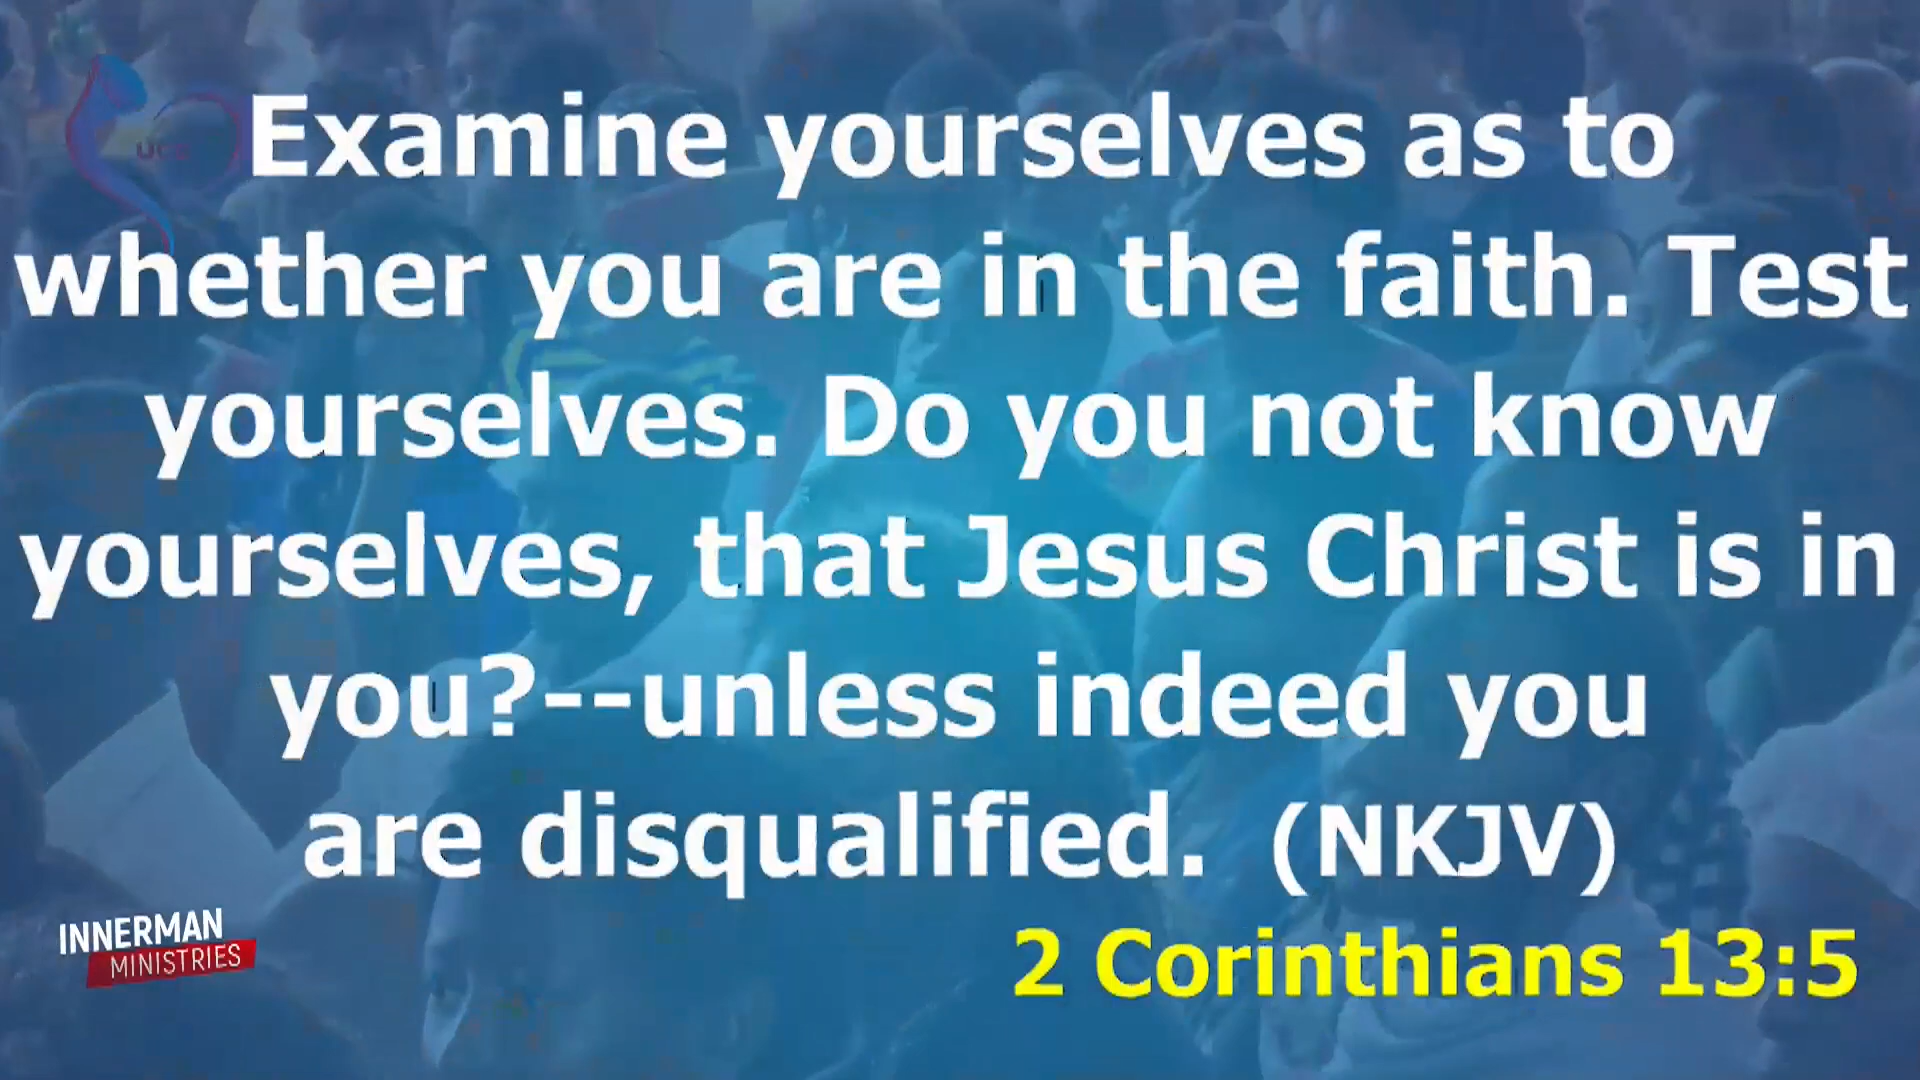 Examine yourselves as to
whether you are in the faith. Test
yourselves. Do you not know
yourselves, that Jesus Christ is in
you?--unless indeed you
are disqualified. (NKJV)
2 Corinthians 13:5
INNERMAN
MINISTRIES